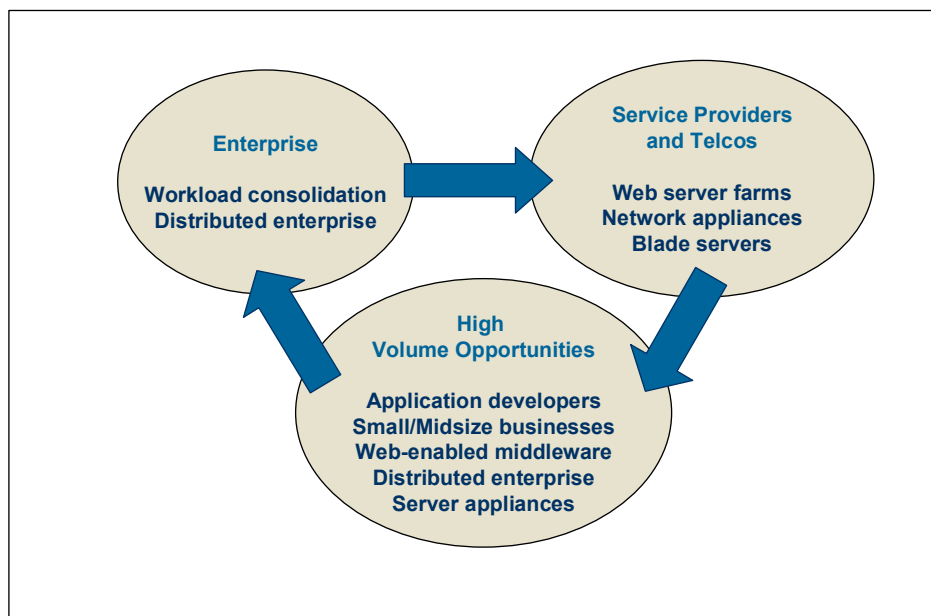 Enterprise
Workload consolidation
Distributed enterprise
Service Providers
and Telcos
Web server farms
Network appliances
Blade servers
High
Volume Opportunities
Application developers
Small/Midsize businesses
Web-enabled middleware
Distributed enterprise
Server appliances